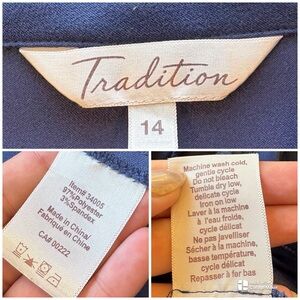 Tradition
14
Item# 34005
97%Polyester
3%Spandex
Made in China/
Fabriqué en Chine
CA# 00222
Machine wash cold,
gentle cycle
Do not bleach
Tumble dry low,
delicate cycle
Iron on low
Laver à la machine
à l'eau froide,
cycle délicat
Ne pas javelliser
Sécher à la machine,
basse température,
cycle délicat
Repasser à fer bas